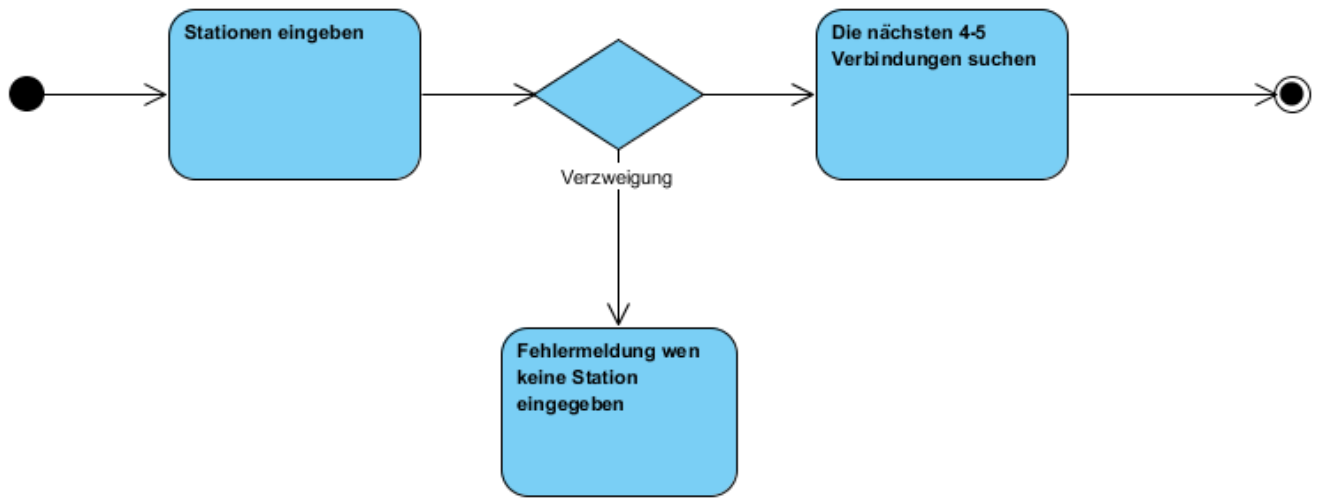 Stationen eingeben
Die nächsten 4-5
Verbindungen suchen
Verzweigung
Fehlermeldung wen
keine Station
eingegeben